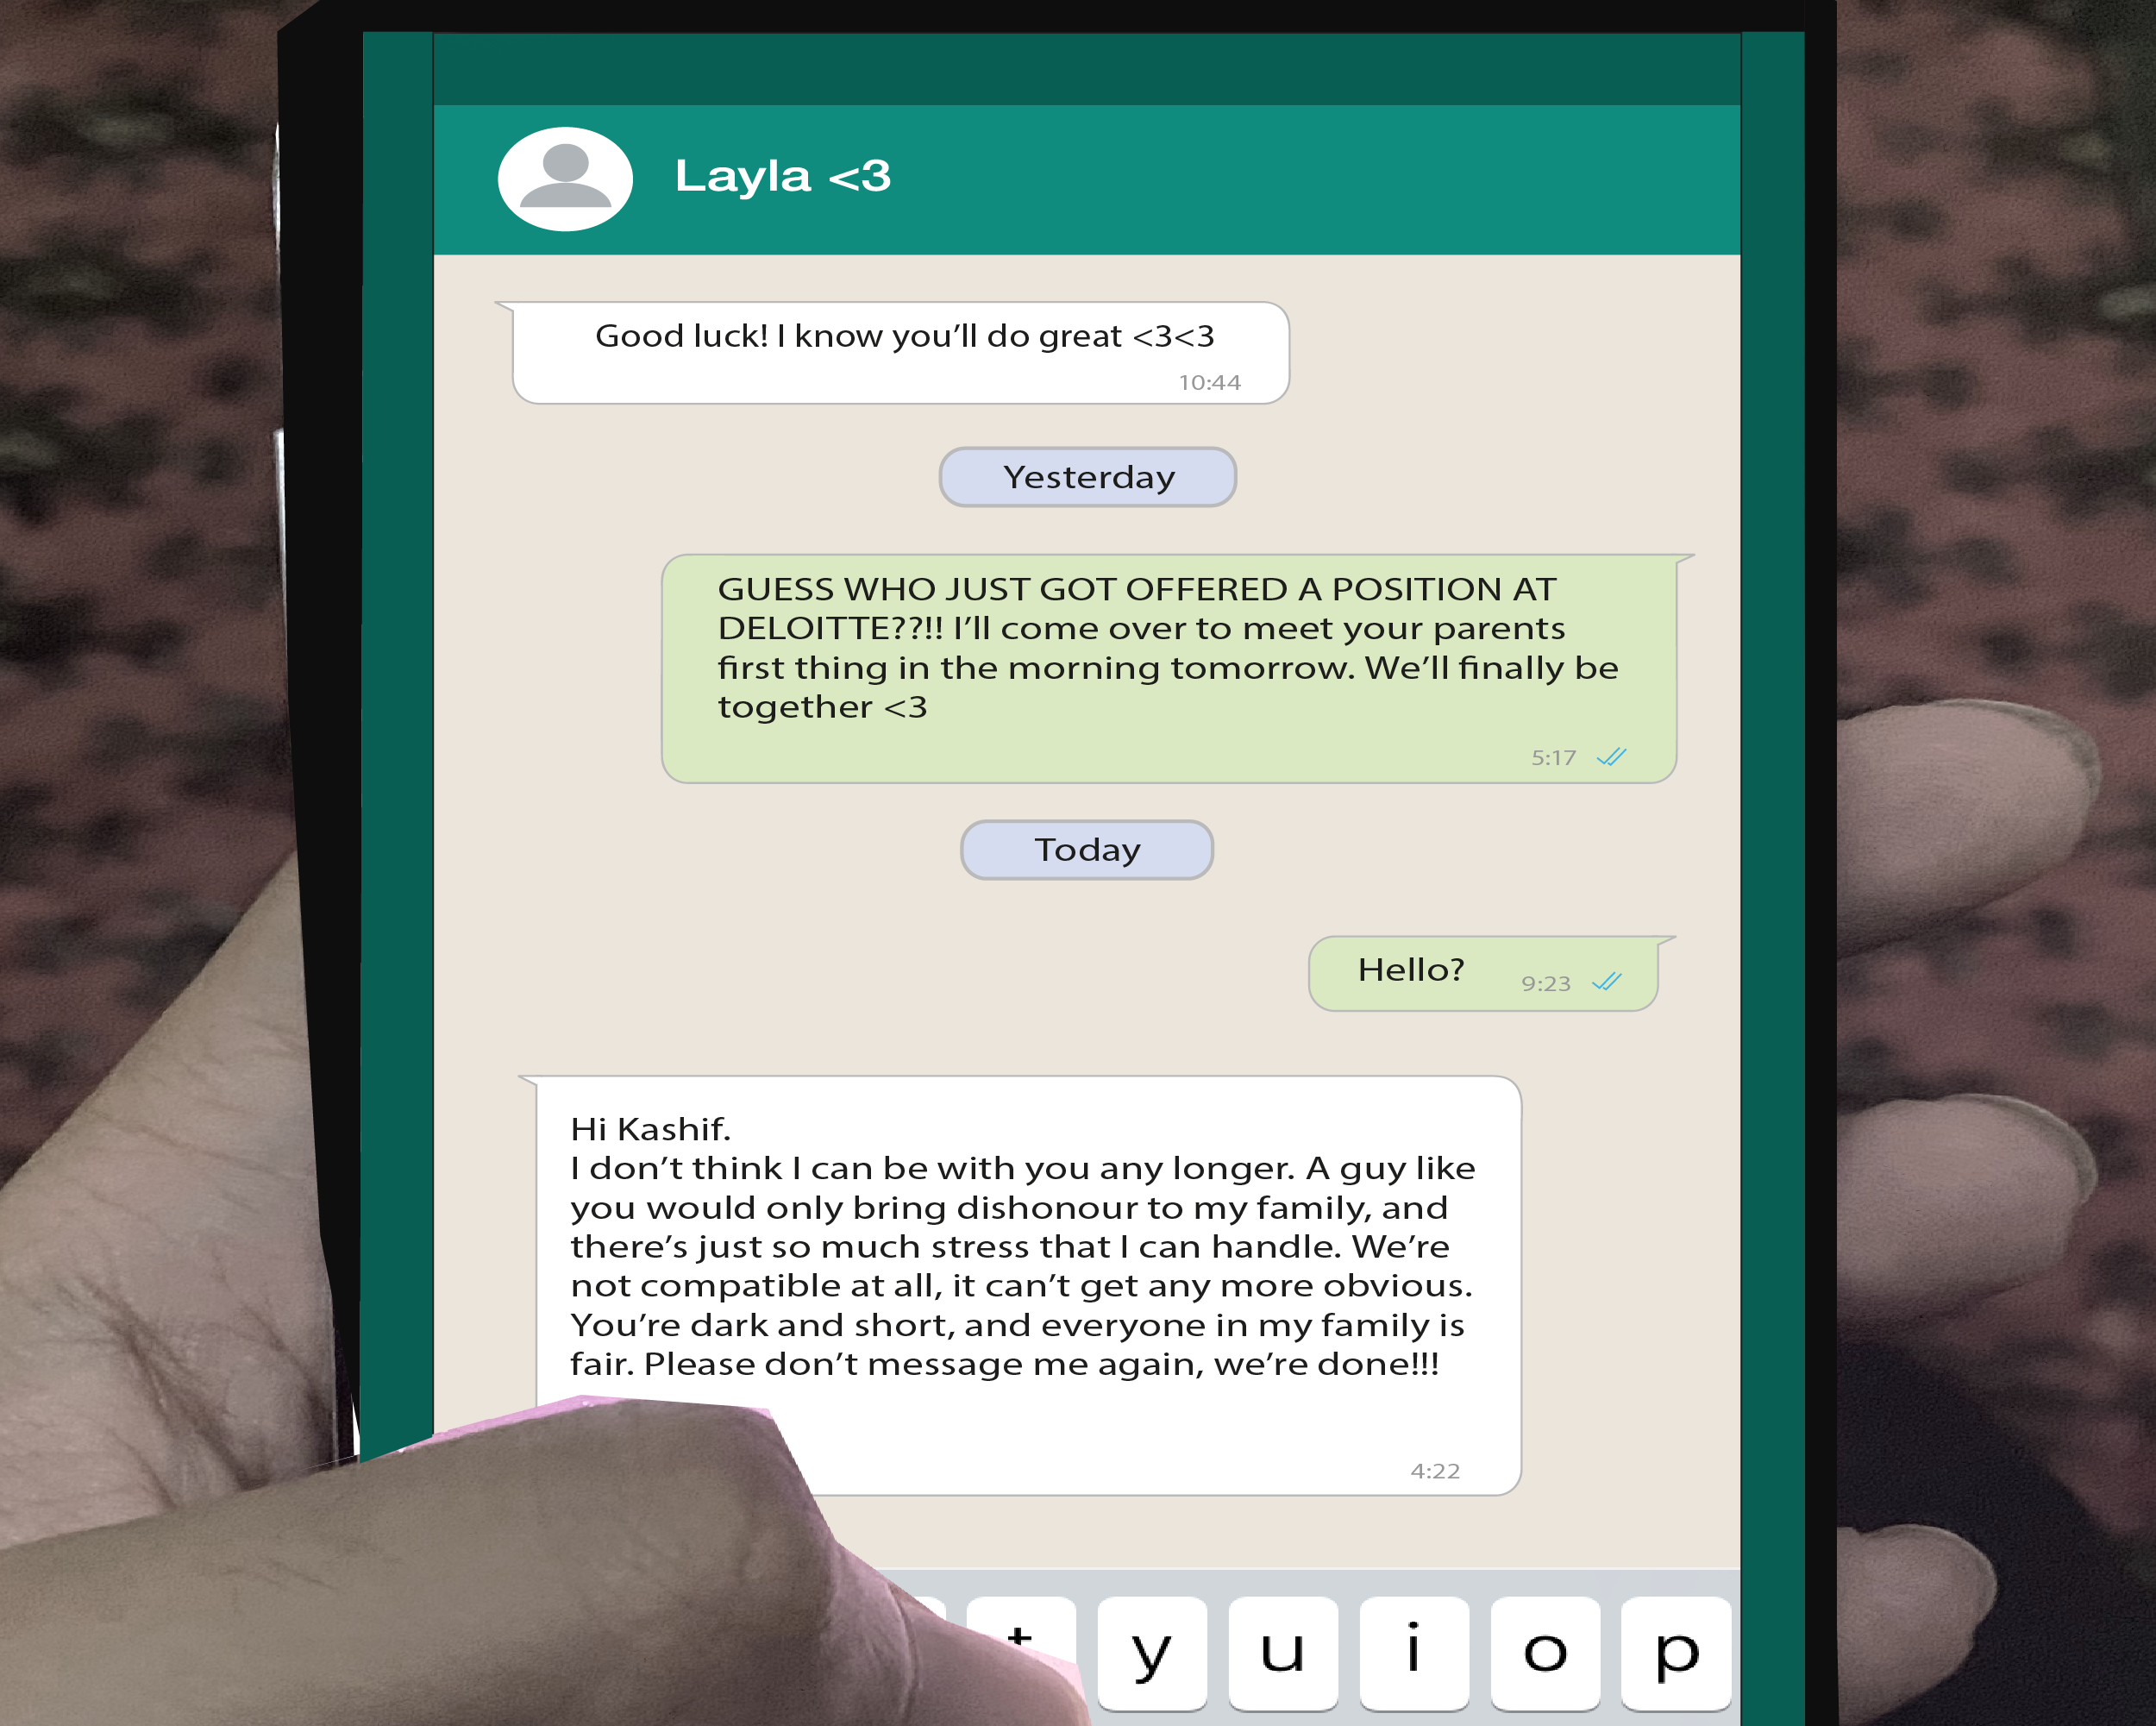 Layla <3
Good luck! I know you’ll do great <3<3
10:44
Yesterday
GUESS WHO JUST GOT OFFERED A POSITION AT
DELOITTE??!! I’ll come over to meet your parents
first thing in the morning tomorrow. We’ll finally be
together <3
5:17
Today
Hello?
9:23
Hi Kashif.
I don’t think I can be with you any longer. A guy like
you would only bring dishonour to my family, and
there’s just so much stress that I can handle. We’re
not compatible at all, it can’t get any more obvious.
You’re dark and short, and everyone in my family is
fair. Please don’t message me again, we’re done!!!
4:22
t y u i o p